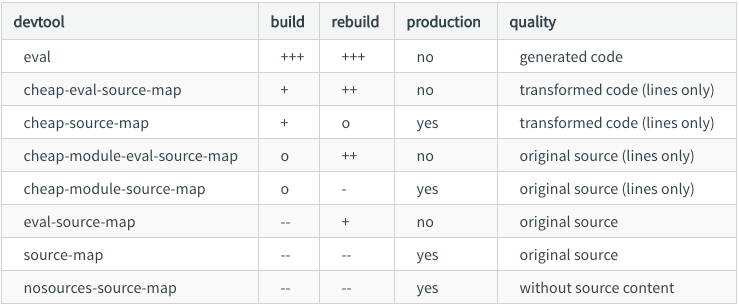 devtool build rebuild production quality
eval +++ +++ no generated code
cheap-eval-source-map + ++ no transformed code (lines only)
cheap-source-map + o yes transformed code (lines only)
cheap-module-eval-source-map o ++ no original source (lines only)
cheap-module-source-map o - yes original source (lines only)
eval-source-map -- + no original source
source-map -- -- yes original source
nosources-source-map -- -- yes without source content